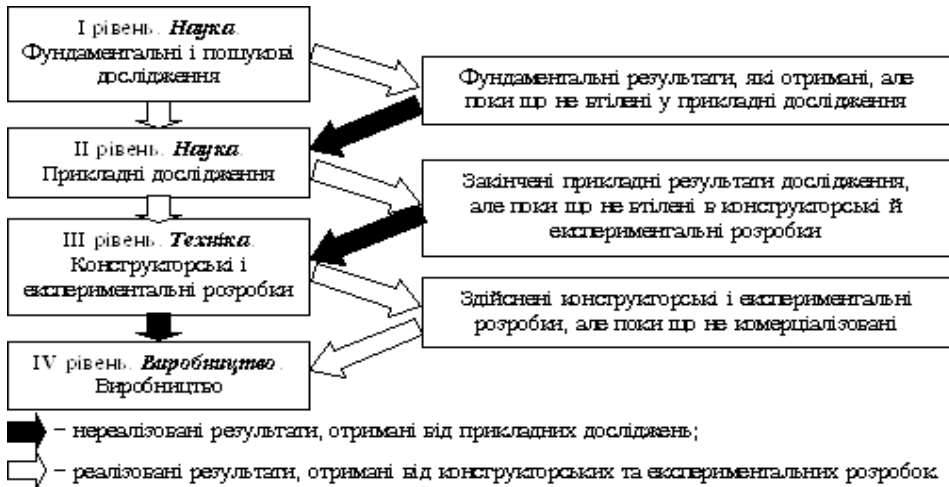 I рівень. Наука.
Фундаментальні і пошукові
дослідження
Фундаментальні результати, які отримані, але
поки що не втілені у прикладні дослідження
II рівень. Наука.
Прикладні дослідження
Закінчені прикладні результати дослідження,
але поки що не втілені в конструкторські й
експериментальні розробки
III рівень. Техніка.
Конструкторські і
експериментальні розробки
Здійснені конструкторські і експериментальні
розробки, але поки що не комерціалізовані
IV рівень. Виробництво.
Виробництво
– нереалізовані результати, отримані від прикладних досліджень;
– реалізовані результати, отримані від конструкторських та експериментальних розробок.